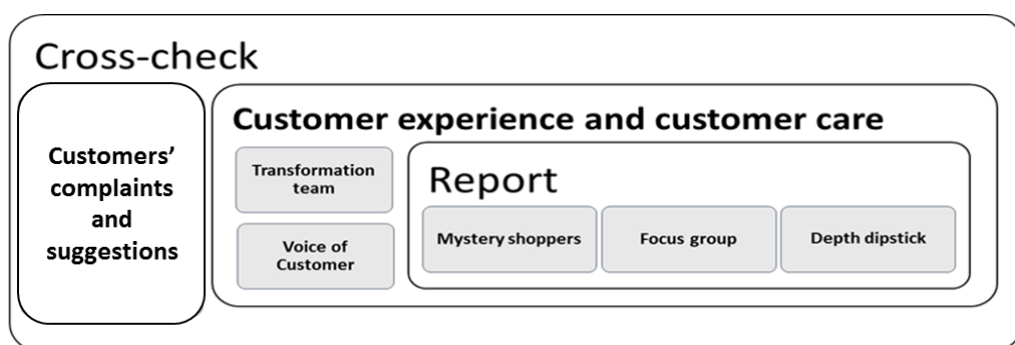 Cross-check
Customers’
complaints
and
suggestions
Customer experience and customer care
Transformation
team
Voice of
Customer
Report
Mystery shoppers
Focus group
Depth dipstick